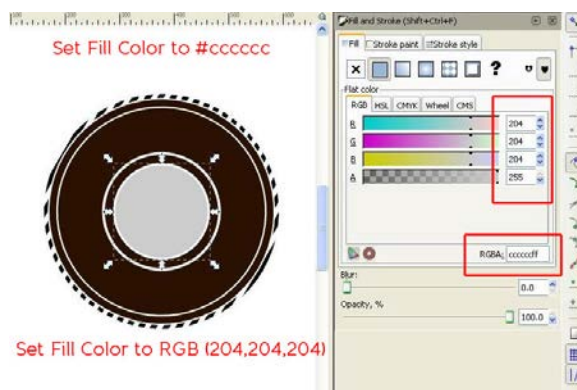 Set Fill Color to #cccccc
Set Fill Color to RGB (204,204,204)
Fill and Stroke (Shift+Ctrl+F)
Fill Stroke paint Stroke style
?
Flat color
RGB HSL CMYK Wheel CMS
R 204
G 204
B 204
A 255
RGBA: ccccccff
Blur:
0.0
Opacity, %
100.0